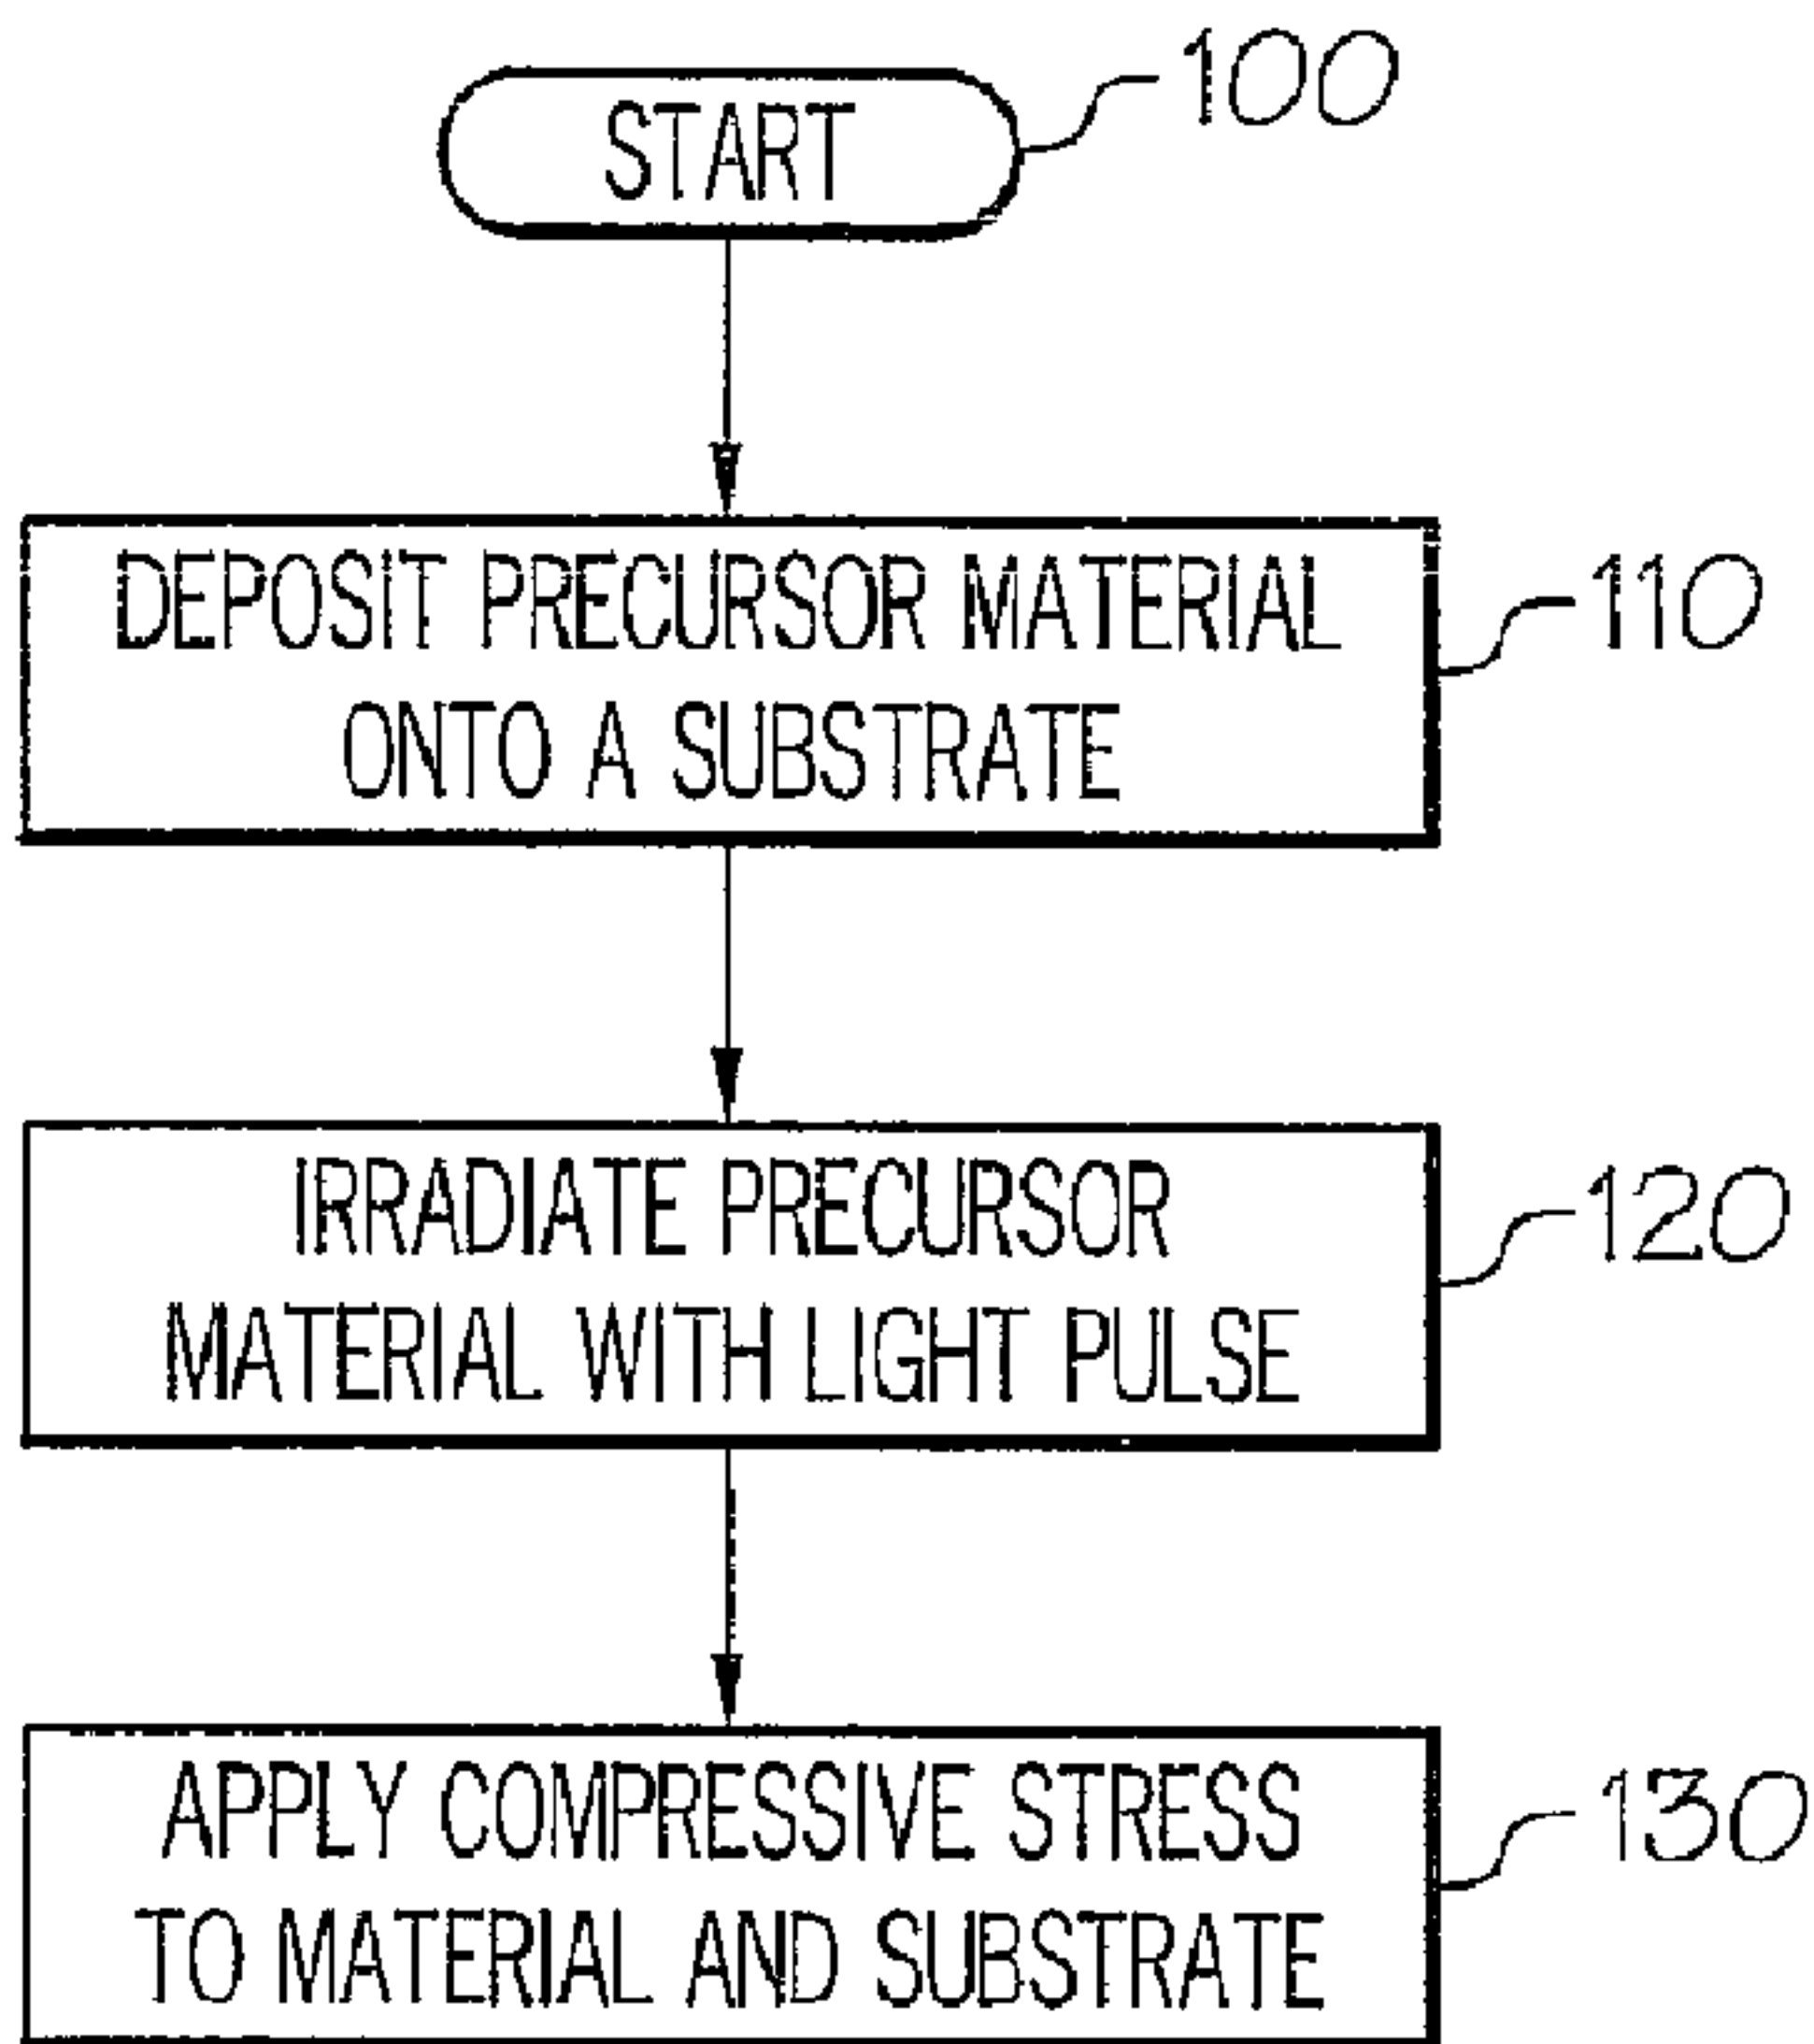 START
100
DEPOSIT PRECURSOR MATERIAL
ONTO A SUBSTRATE
110
IRRADIATE PRECURSOR
MATERIAL WITH LIGHT PULSE
120
APPLY COMPRESSIVE STRESS
TO MATERIAL AND SUBSTRATE
130